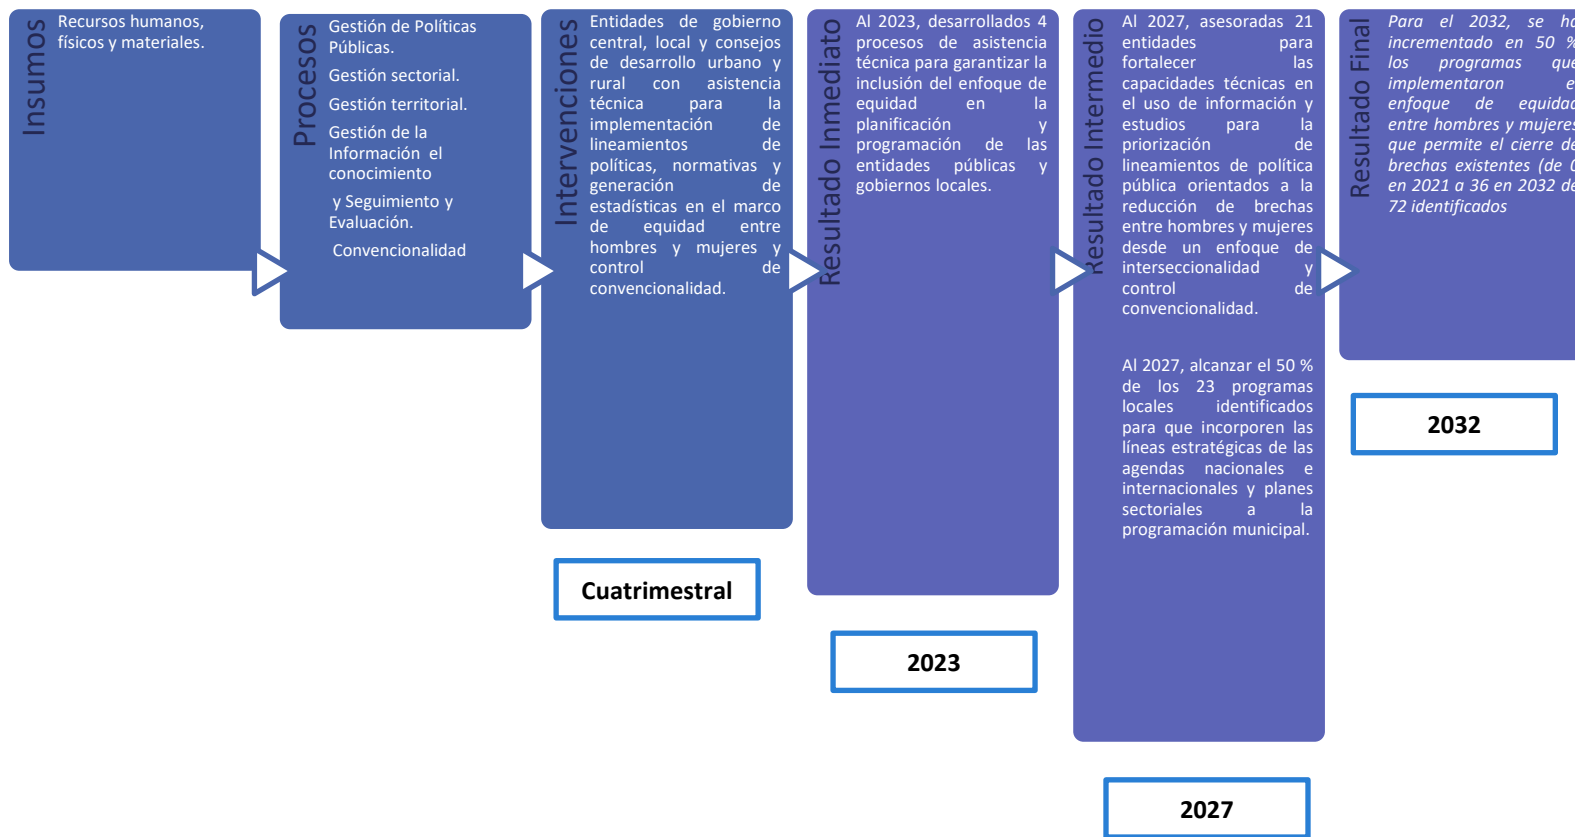 Insumos
Recursos humanos,
físicos y materiales.
Procesos
Gestión de Políticas
Públicas.
Gestión sectorial.
Gestión territorial.
Gestión de la
Información el
conocimiento
y Seguimiento y
Evaluación.
Convencionalidad
Intervenciones
Entidades de gobierno
central, local y consejos
de desarrollo urbano y
rural con asistencia
técnica para la
implementación de
lineamientos de
políticas, normativas y
generación de
estadísticas en el marco
de equidad entre
hombres y mujeres y
control de
convencionalidad.
Cuatrimestral
Resultado Inmediato
Al 2023, desarrollados 4
procesos de asistencia
técnica para garantizar la
inclusión del enfoque de
equidad en la
planificación y
programación de las
entidades públicas y
gobiernos locales.
2023
Resultado Intermedio
Al 2027, asesoradas 21
entidades para
fortalecer las
capacidades técnicas en
el uso de información y
estudios para la
priorización de
lineamientos de política
pública orientados a la
reducción de brechas
entre hombres y mujeres
desde un enfoque de
interseccionalidad y
control de
convencionalidad.
Al 2027, alcanzar el 50 %
de los 23 programas
locales identificados
para que incorporen las
líneas estratégicas de las
agendas nacionales e
internacionales y planes
sectoriales a la
programación municipal.
2027
Resultado Final
Para el 2032, se ha
incrementado en 50 %
los programas que
implementaron el
enfoque de equidad
entre hombres y mujeres
que permite el cierre de
brechas existentes (de 0
en 2021 a 36 en 2032 de
72 identificados
2032